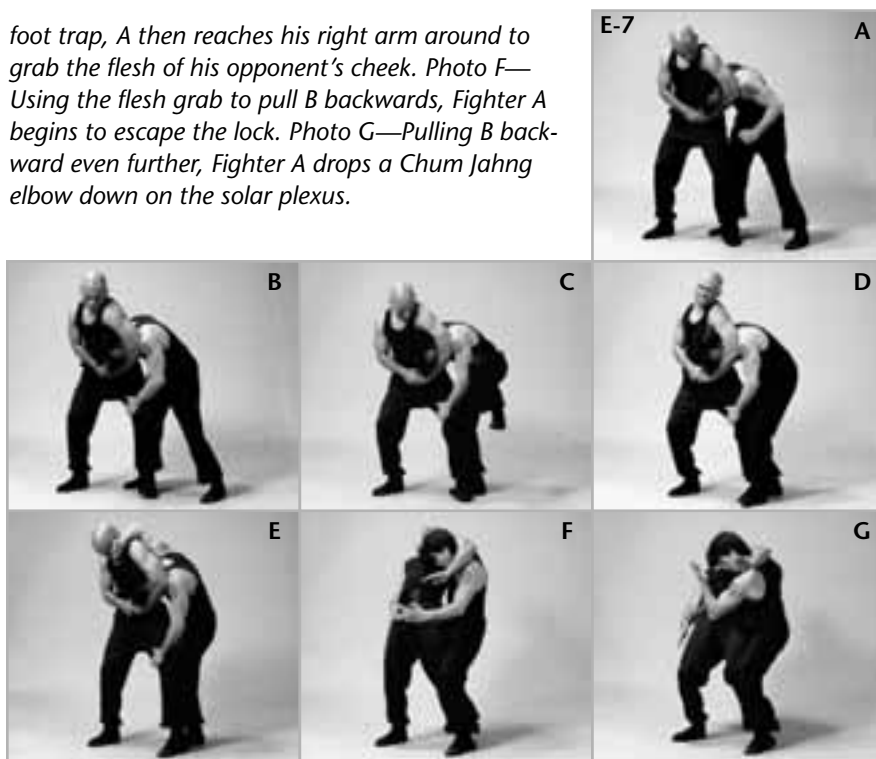 foot trap, A then reaches his right arm around to
grab the flesh of his opponent’s cheek. Photo F—
Using the flesh grab to pull B backwards, Fighter A
begins to escape the lock. Photo G—Pulling B back-
ward even further, Fighter A drops a Chum Jahng
elbow down on the solar plexus.
E-7 A
B C D
E F G